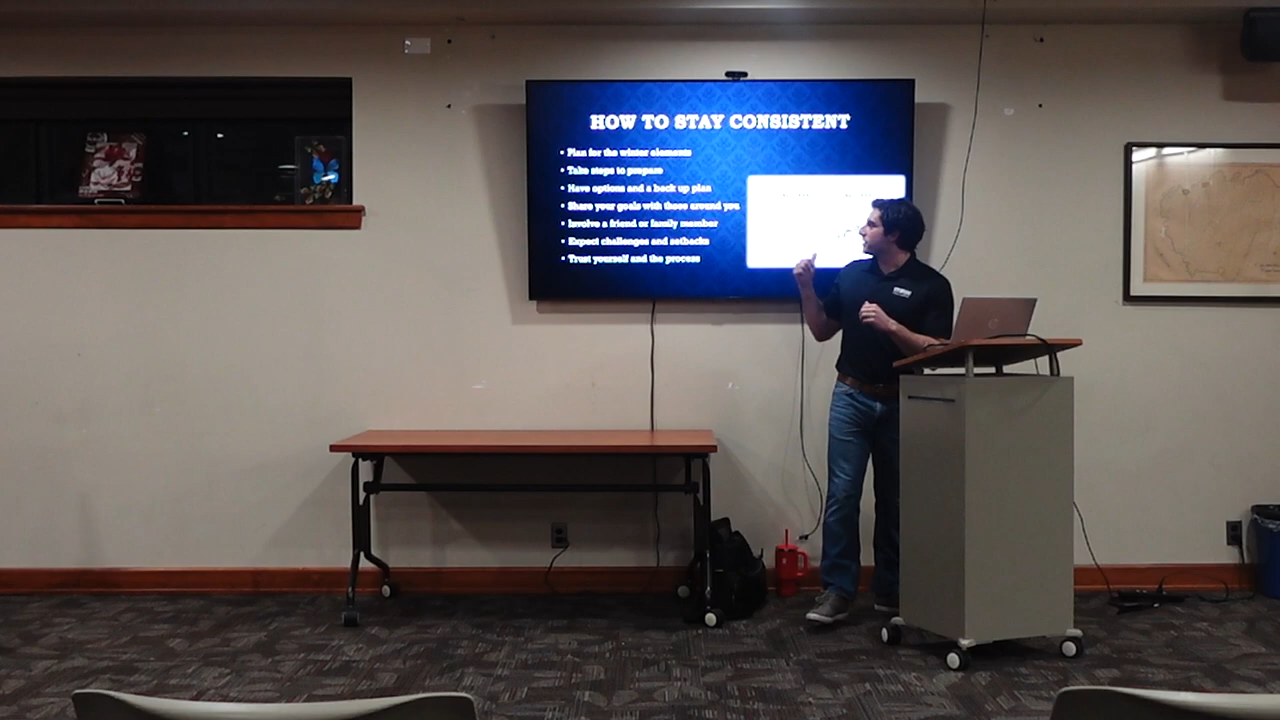 HOW TO STAY CONSISTENT
• Plan for the winter elements
• Take steps to prepare
• Have options and a back up plan
• Share your goals with those around you
• Involve a friend or family member
• Expect challenges and setbacks
• Trust yourself and the process